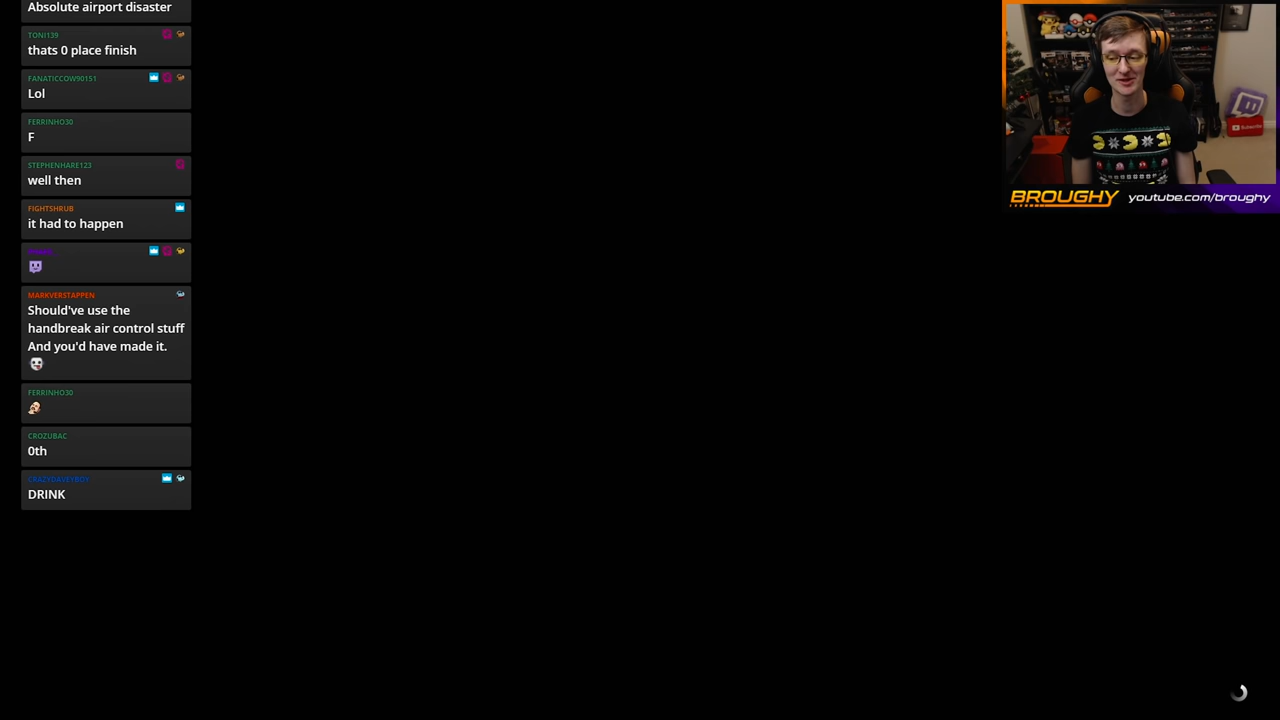 Absolute airport disaster
TONI139
thats 0 place finish
FANATICCOW90151
Lol
FERRINHO30
F
STEPHENHARE123
well then
FIGHTSHRUB
it had to happen
MARKVERSTAPPEN
Should've use the
handbreak air control stuff
And you'd have made it.
FERRINHO30
CROZUBAC
0th
CRAZYDAVEYBOY
DRINK
BROUGHY youtube.com/broughy
Subscribe